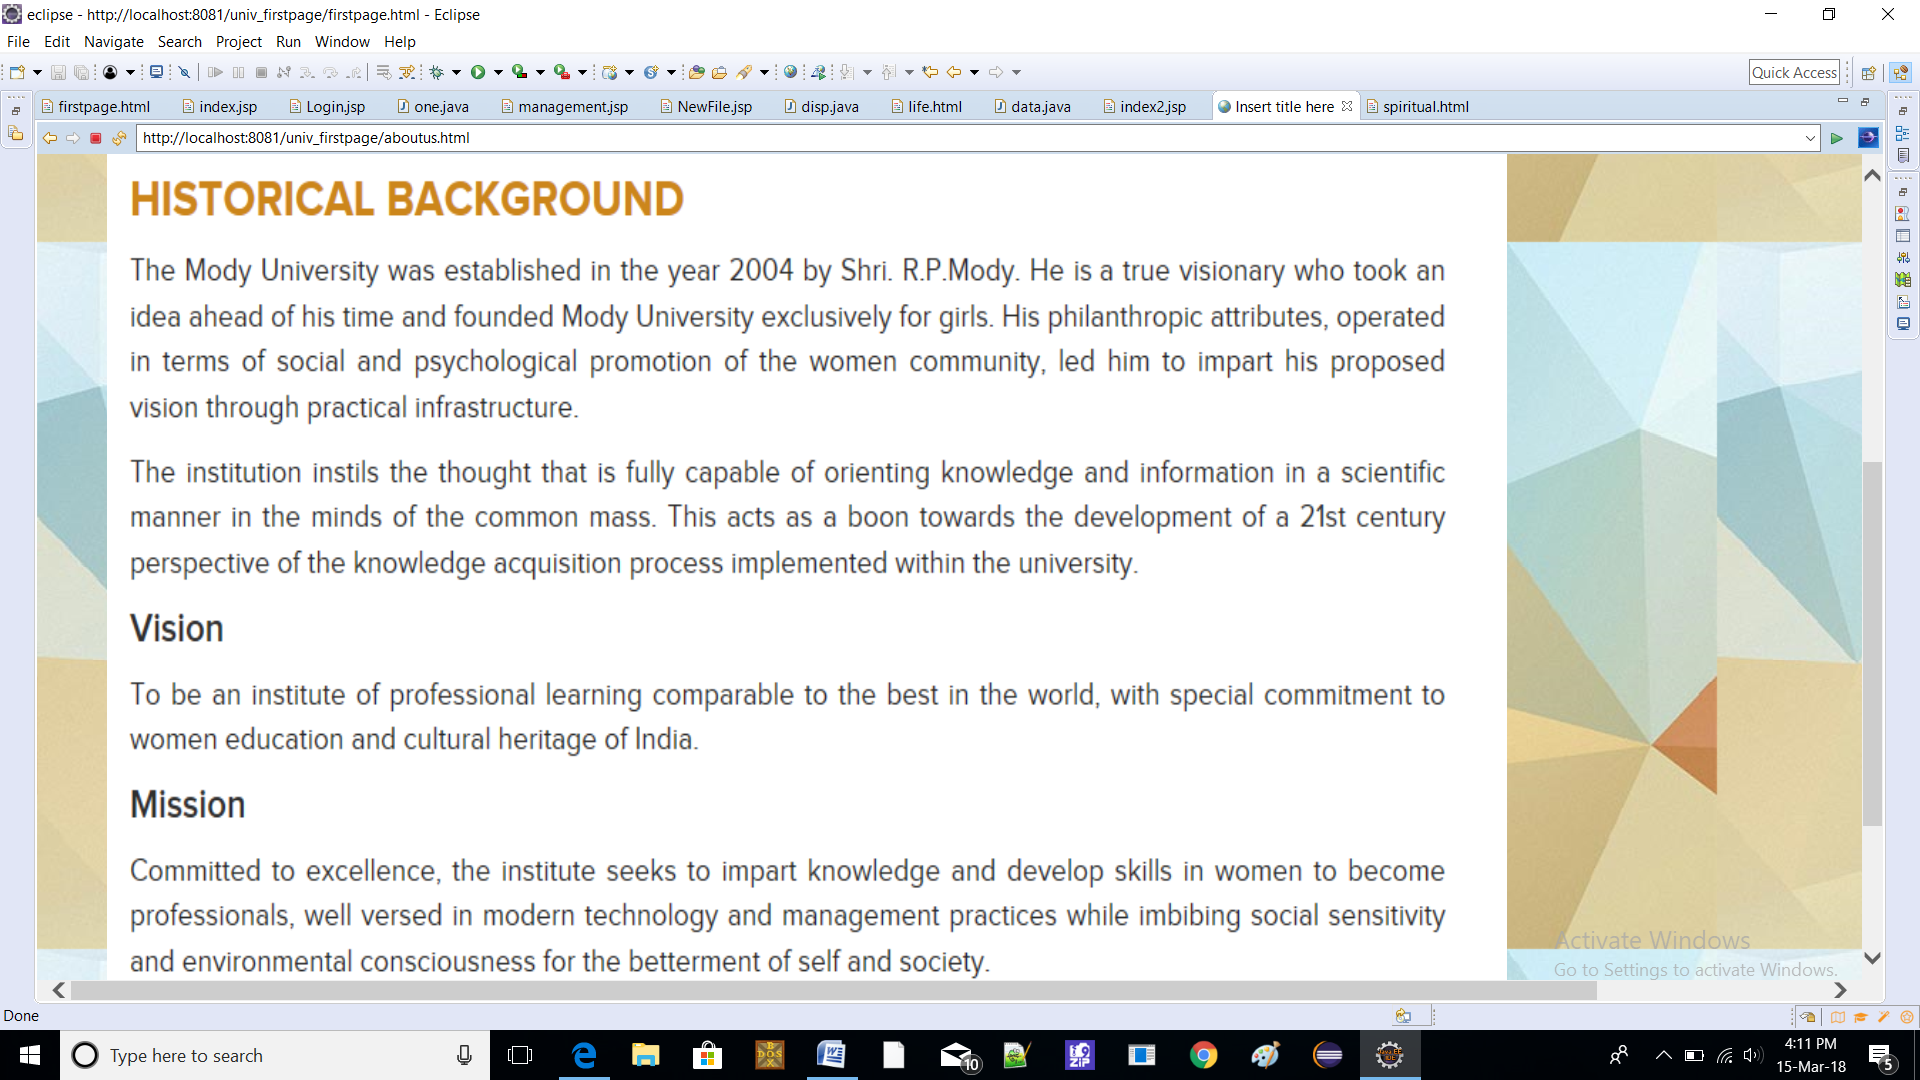 eclipse - http://localhost:8081/univ_firstpage/firstpage.html - Eclipse
File Edit Navigate Search Project Run Window Help
Quick Access
firstpage.html index.jsp Login.jsp one.java management.jsp NewFile.jsp disp.java life.html data.java index2.jsp Insert title here spiritual.html
http://localhost:8081/univ_firstpage/aboutus.html
HISTORICAL BACKGROUND
The Mody University was established in the year 2004 by Shri. R.P.Mody. He is a true visionary who took an
idea ahead of his time and founded Mody University exclusively for girls. His philanthropic attributes, operated
in terms of social and psychological promotion of the women community, led him to impart his proposed
vision through practical infrastructure.
The institution instils the thought that is fully capable of orienting knowledge and information in a scientific
manner in the minds of the common mass. This acts as a boon towards the development of a 21st century
perspective of the knowledge acquisition process implemented within the university.
Vision
To be an institute of professional learning comparable to the best in the world, with special commitment to
women education and cultural heritage of India.
Mission
Committed to excellence, the institute seeks to impart knowledge and develop skills in women to become
professionals, well versed in modern technology and management practices while imbibing social sensitivity
and environmental consciousness for the betterment of self and society.
Activate Windows
Go to Settings to activate Windows.
Done
Type here to search
DOS
ZIP
10
4:11 PM
15-Mar-18
5